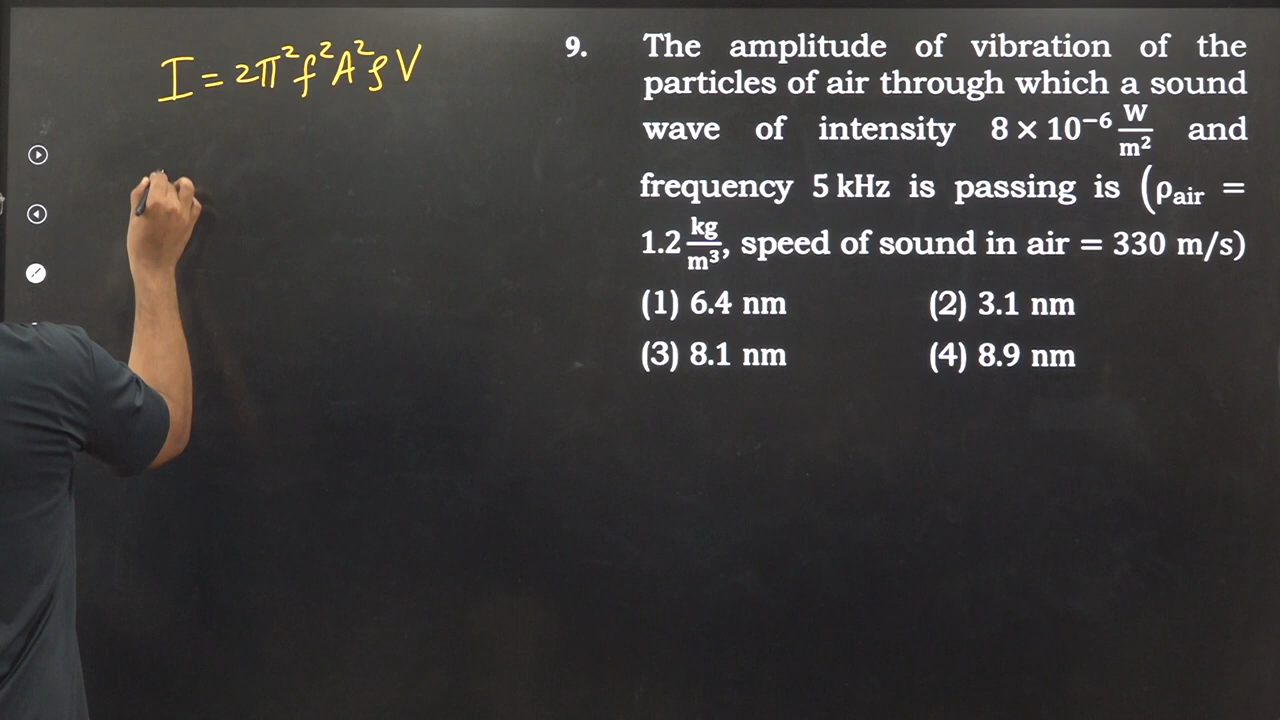 I = 2π²f²A²ρV
9. The amplitude of vibration of the
particles of air through which a sound
wave of intensity 8 × 10⁻⁶ W/m² and
frequency 5 kHz is passing is (ρair =
1.2 kg/m³, speed of sound in air = 330 m/s)
(1) 6.4 nm (2) 3.1 nm
(3) 8.1 nm (4) 8.9 nm